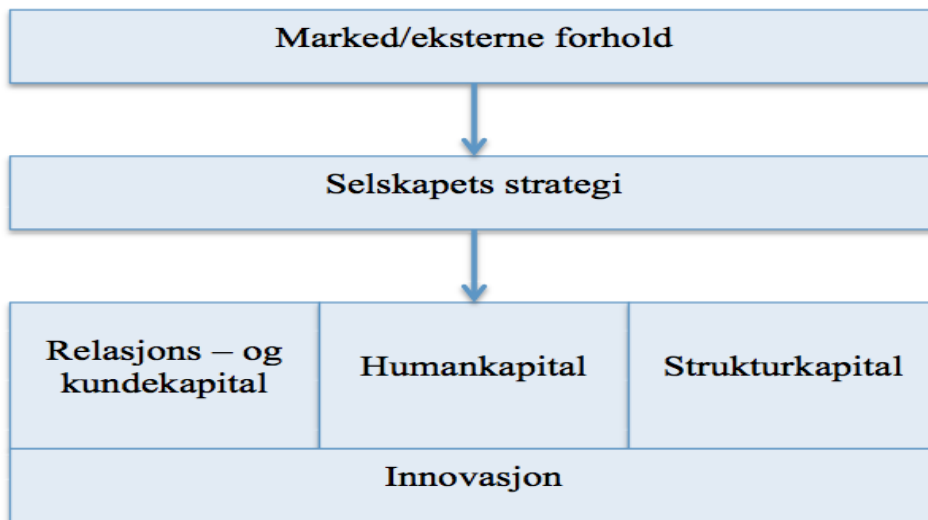 Marked/eksterne forhold
Selskapets strategi
Relasjons – og
kundekapital
Humankapital
Strukturkapital
Innovasjon